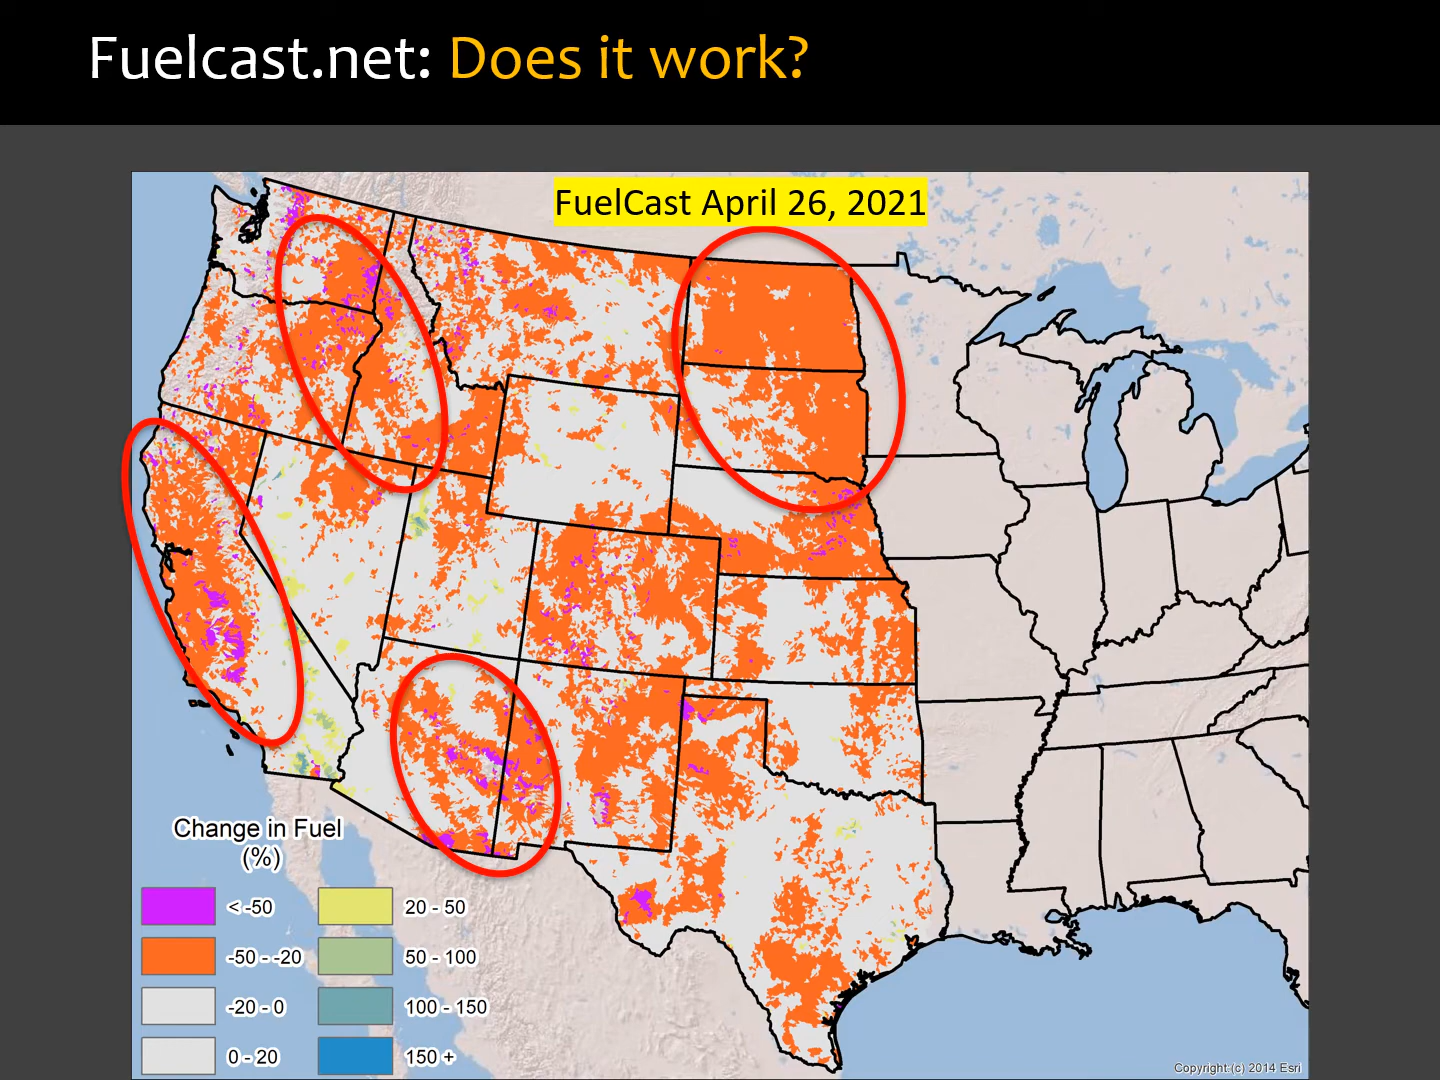 Fuelcast.net: Does it work?
FuelCast April 26, 2021
Change in Fuel
(%)
< -50
-50 - -20
-20 - 0
0 - 20
20 - 50
50 - 100
100 - 150
150 +
Copyright:(c) 2014 Esri